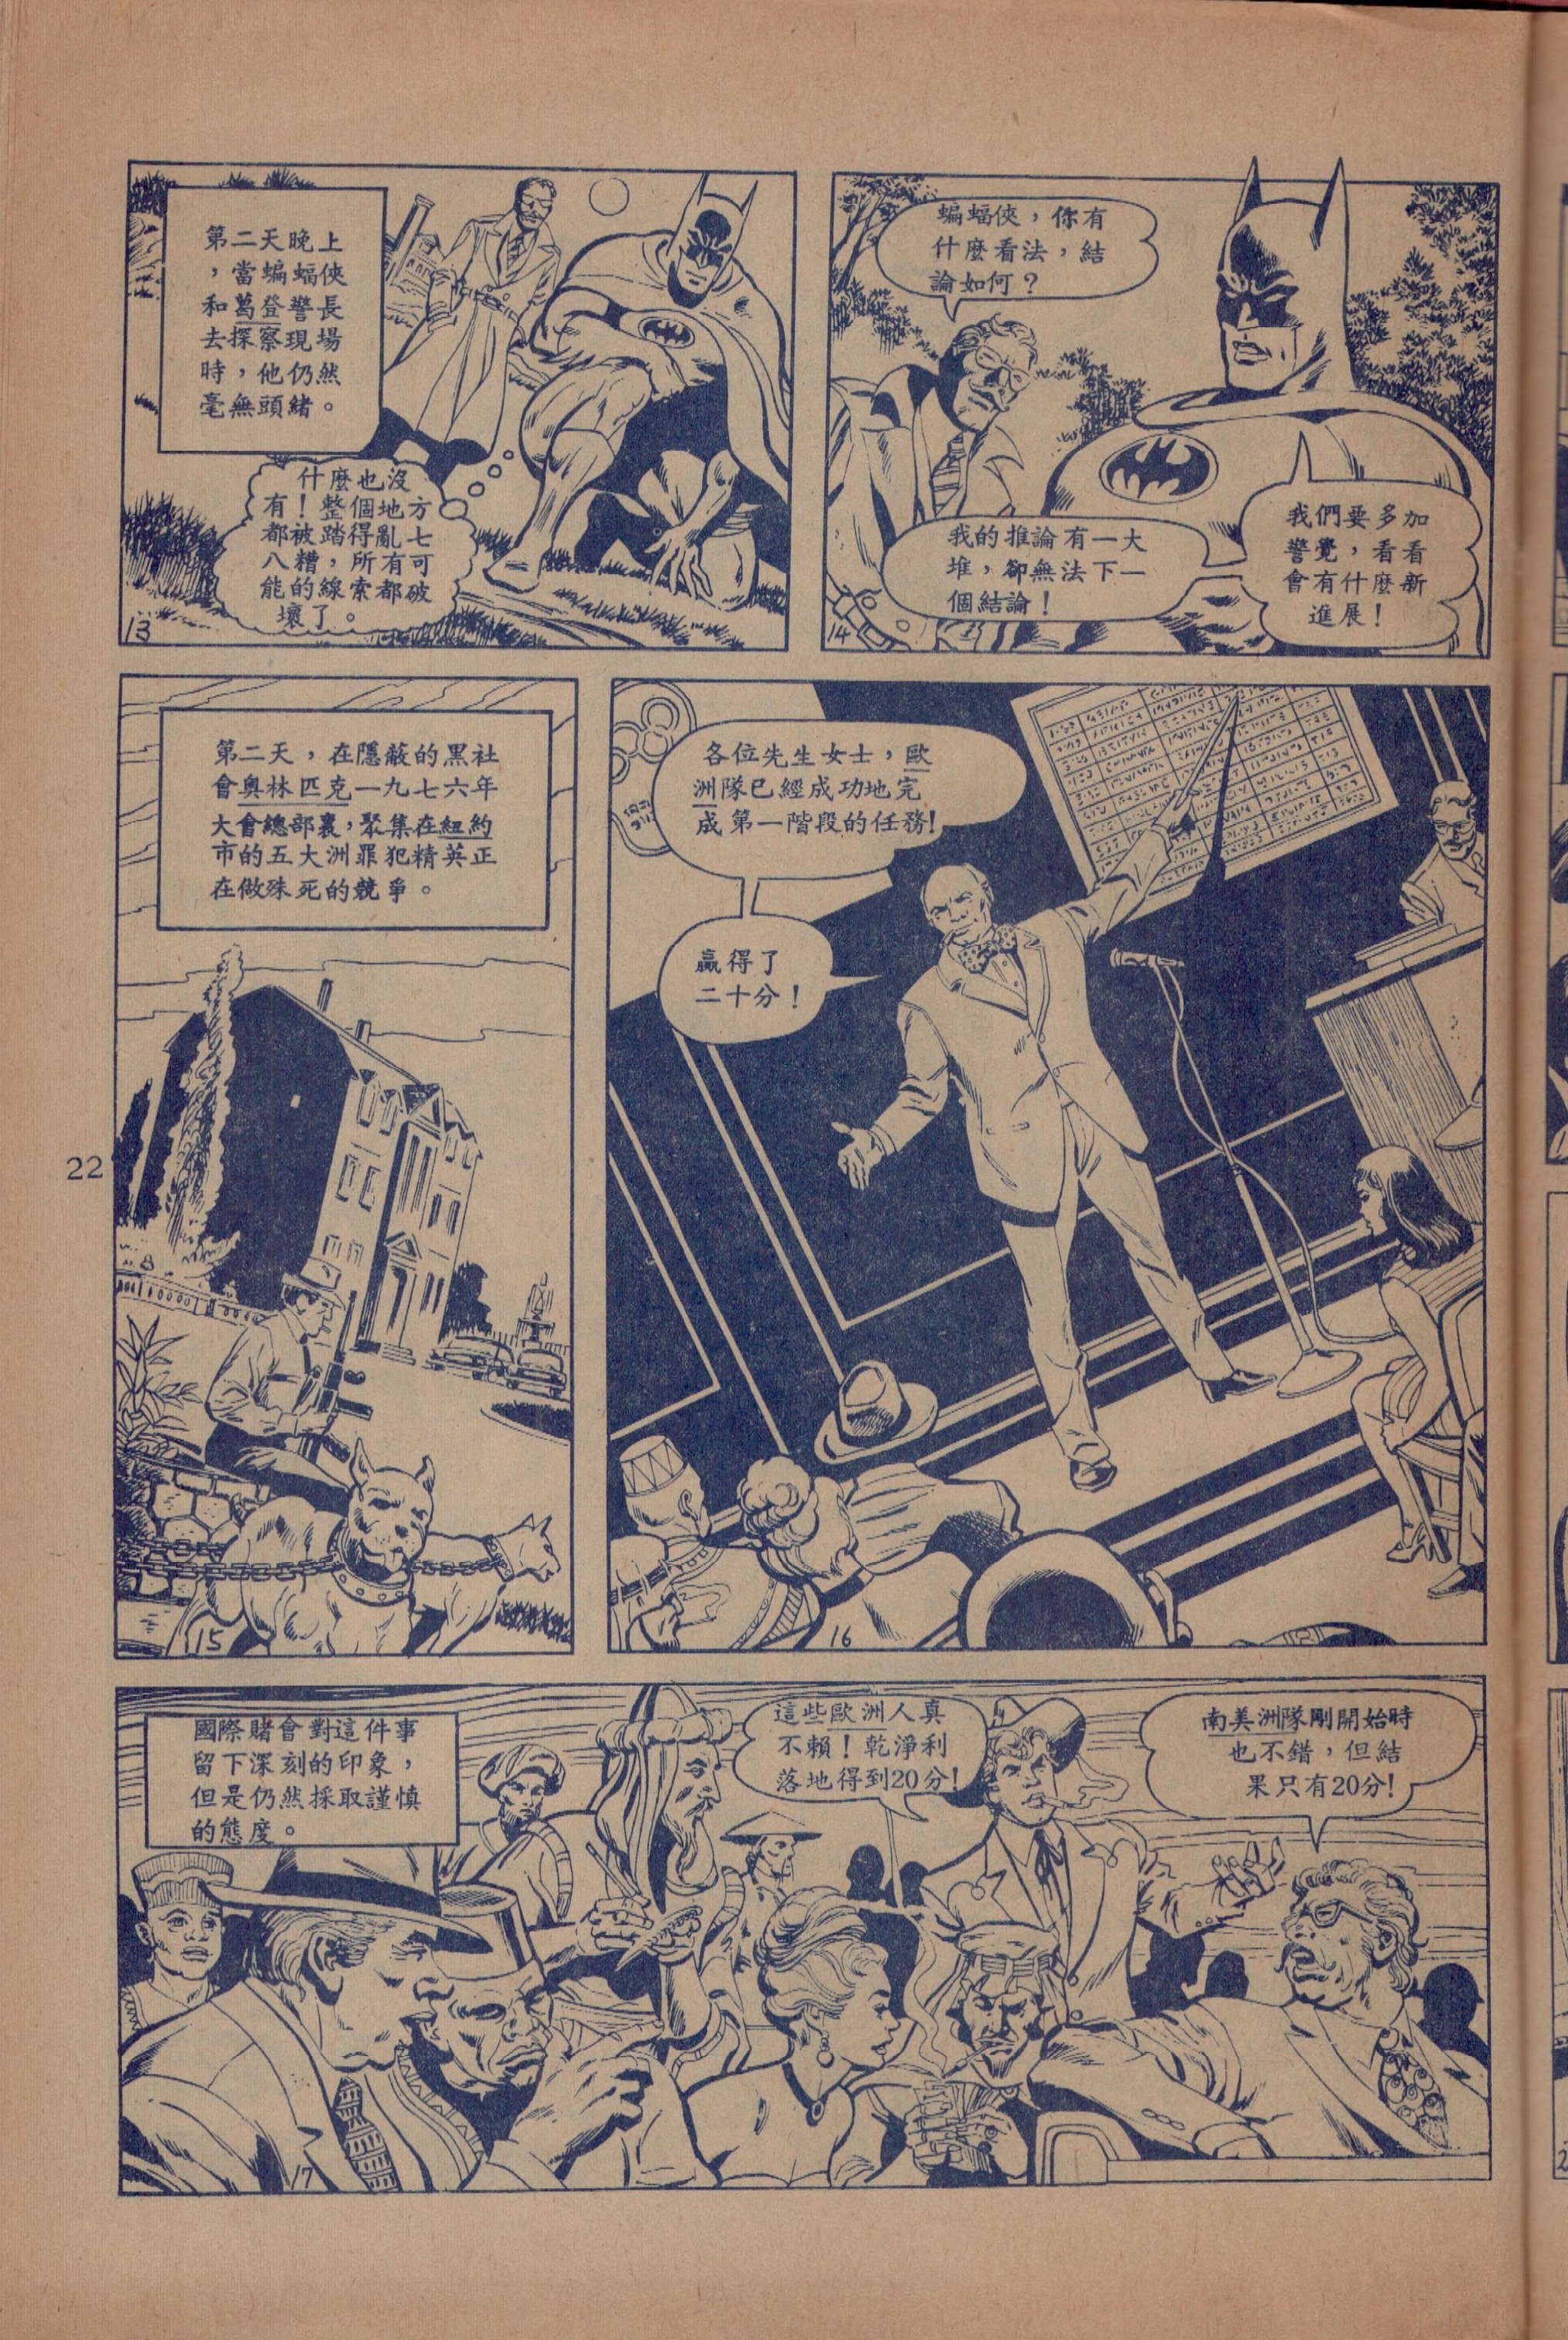 第二天晚上
，當蝙蝠俠
和葛登警長
去探察現場
時，他仍然
毫無頭緒。
什麼也沒
有！整個地方
都被踏得亂七
八糟，所有可
能的線索都破
壞了。
13
蝙蝠俠，你有
什麼看法，結
論如何？
我的推論有一大
堆，卻無法下一
個結論！
我們要多加
警覺，看看
會有什麼新
進展！
14
第二天，在隱蔽的黑社
會奧林匹克一九七六年
大會總部裏，聚集在紐約
市的五大洲罪犯精英正
在做殊死的競爭。
15
各位先生女士，歐
洲隊已經成功地完
成第一階段的任務！
贏得了
二十分！
16
22
國際賭會對這件事
留下深刻的印象，
但是仍然採取謹慎
的態度。
這些歐洲人真
不賴！乾淨利
落地得到20分！
南美洲隊剛開始時
也不錯，但結
果只有20分！
17